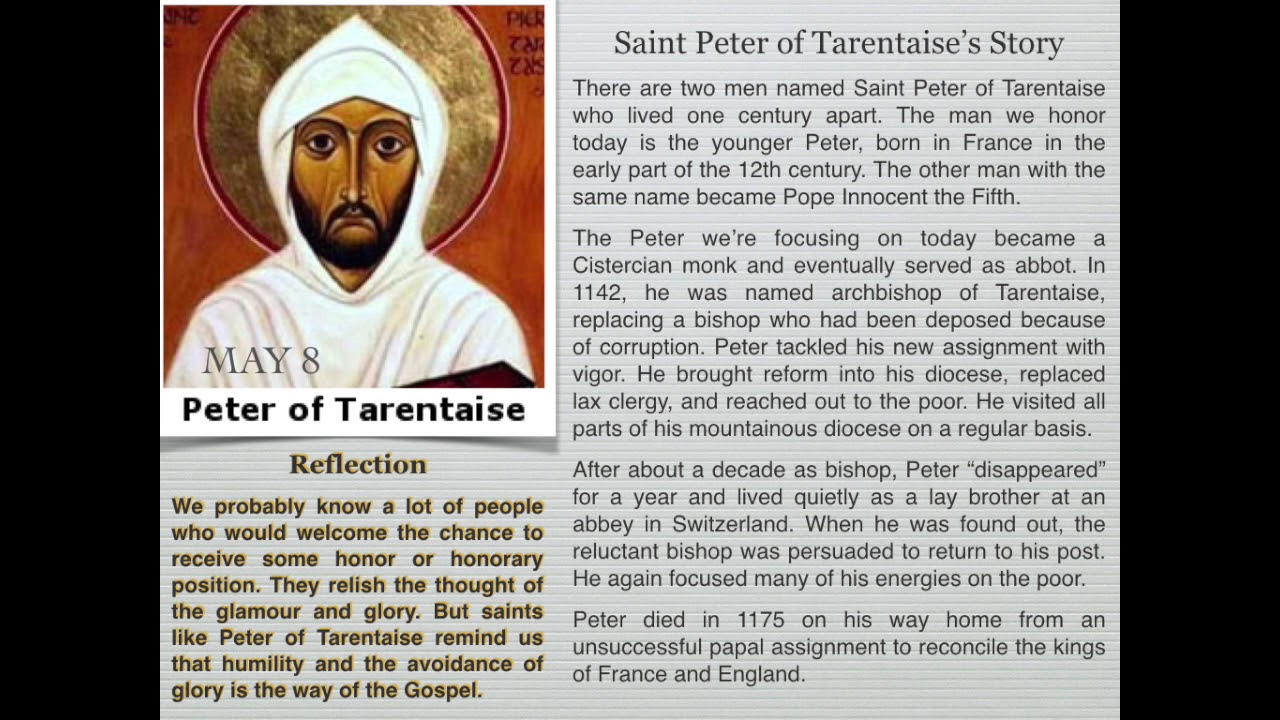 MAY 8
Peter of Tarentaise
Reflection
We probably know a lot of people
who would welcome the chance to
receive some honor or honorary
position. They relish the thought of
the glamour and glory. But saints
like Peter of Tarentaise remind us
that humility and the avoidance of
glory is the way of the Gospel.
Saint Peter of Tarentaise’s Story
There are two men named Saint Peter of Tarentaise
who lived one century apart. The man we honor
today is the younger Peter, born in France in the
early part of the 12th century. The other man with the
same name became Pope Innocent the Fifth.
The Peter we’re focusing on today became a
Cistercian monk and eventually served as abbot. In
1142, he was named archbishop of Tarentaise,
replacing a bishop who had been deposed because
of corruption. Peter tackled his new assignment with
vigor. He brought reform into his diocese, replaced
lax clergy, and reached out to the poor. He visited all
parts of his mountainous diocese on a regular basis.
After about a decade as bishop, Peter “disappeared”
for a year and lived quietly as a lay brother at an
abbey in Switzerland. When he was found out, the
reluctant bishop was persuaded to return to his post.
He again focused many of his energies on the poor.
Peter died in 1175 on his way home from an
unsuccessful papal assignment to reconcile the kings
of France and England.